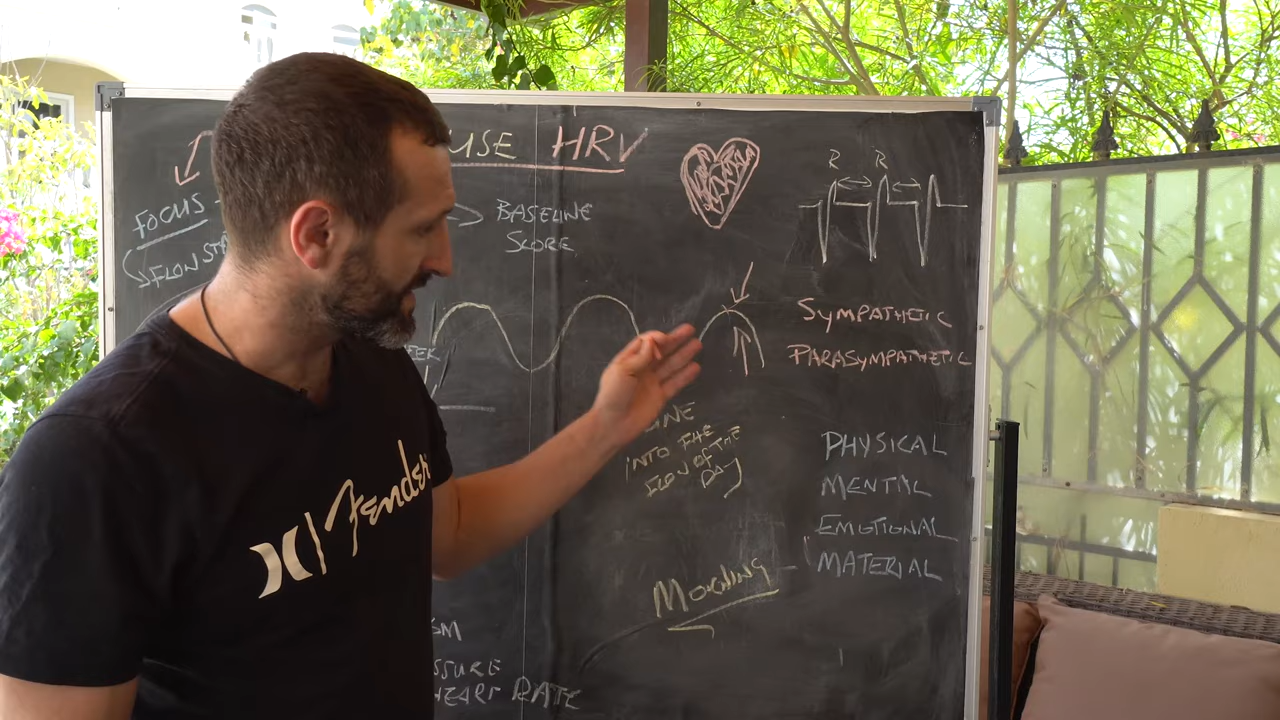 USE HRV
FOCUS -
FLOW STA
BASELINE
SCORE
R R
SYMPATHETIC
PARASYMPATHETIC
INTO THE
FLOW OF THE
DAY
PHYSICAL
MENTAL
EMOTIONAL
MATERIAL
MORNING
SM
SSURE
HEART RATE
Fender